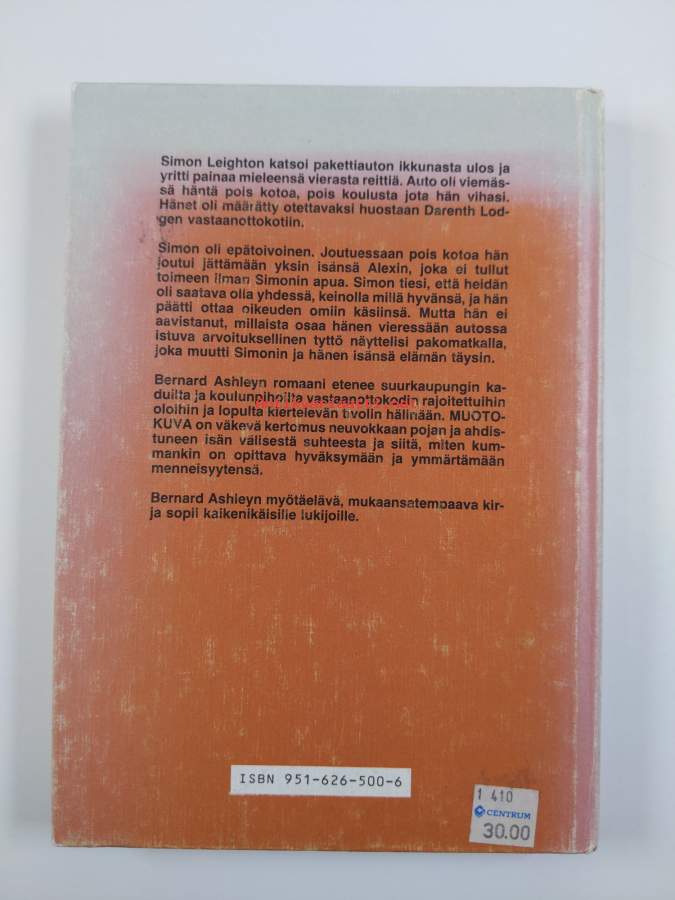 Simon Leighton katsoi pakettiauton ikkunasta ulos ja
yritti painaa mieleensä vierasta reittiä. Auto oli viemäs-
sä häntä pois kotoa, pois koulusta jota hän vihasi.
Hänet oli määrätty otettavaksi huostaan Darenth Lod-
gen vastaanottokotiin.
Simon oli epätoivoinen. Joutuessaan pois kotoa hän
joutui jättämään yksin isänsä Alexin, joka ei tullut
toimeen ilman Simonin apua. Simon tiesi, että heidän
oli saatava olla yhdessä, keinolla millä hyvänsä, ja hän
päätti ottaa oikeuden omiin käsiinsä. Mutta hän ei
aavistanut, millaista osaa hänen vieressään autossa
istuva arvoituksellinen tyttö näyttelisi pakomatkalla,
joka muutti Simonin ja hänen isänsä elämän täysin.
Bernard Ashleyn romaani etenee suurkaupungin ka-
duilta ja koulunpihoilta vastaanottokodin rajoitettuihin
oloihin ja lopulta kiertelevän tivolin hälinään. MUOTO-
KUVA on väkevä kertomus neuvokkaan pojan ja ahdis-
tuneen isän välisestä suhteesta ja siitä, miten kum-
mankin on opittava hyväksymään ja ymmärtämään
menneisyytensä.
Bernard Ashleyn myötäelävä, mukaansatempaava kir-
ja sopii kaikenikäisille lukijoille.
ISBN 951-626-500-6
1 410
CENTRUM
30.00